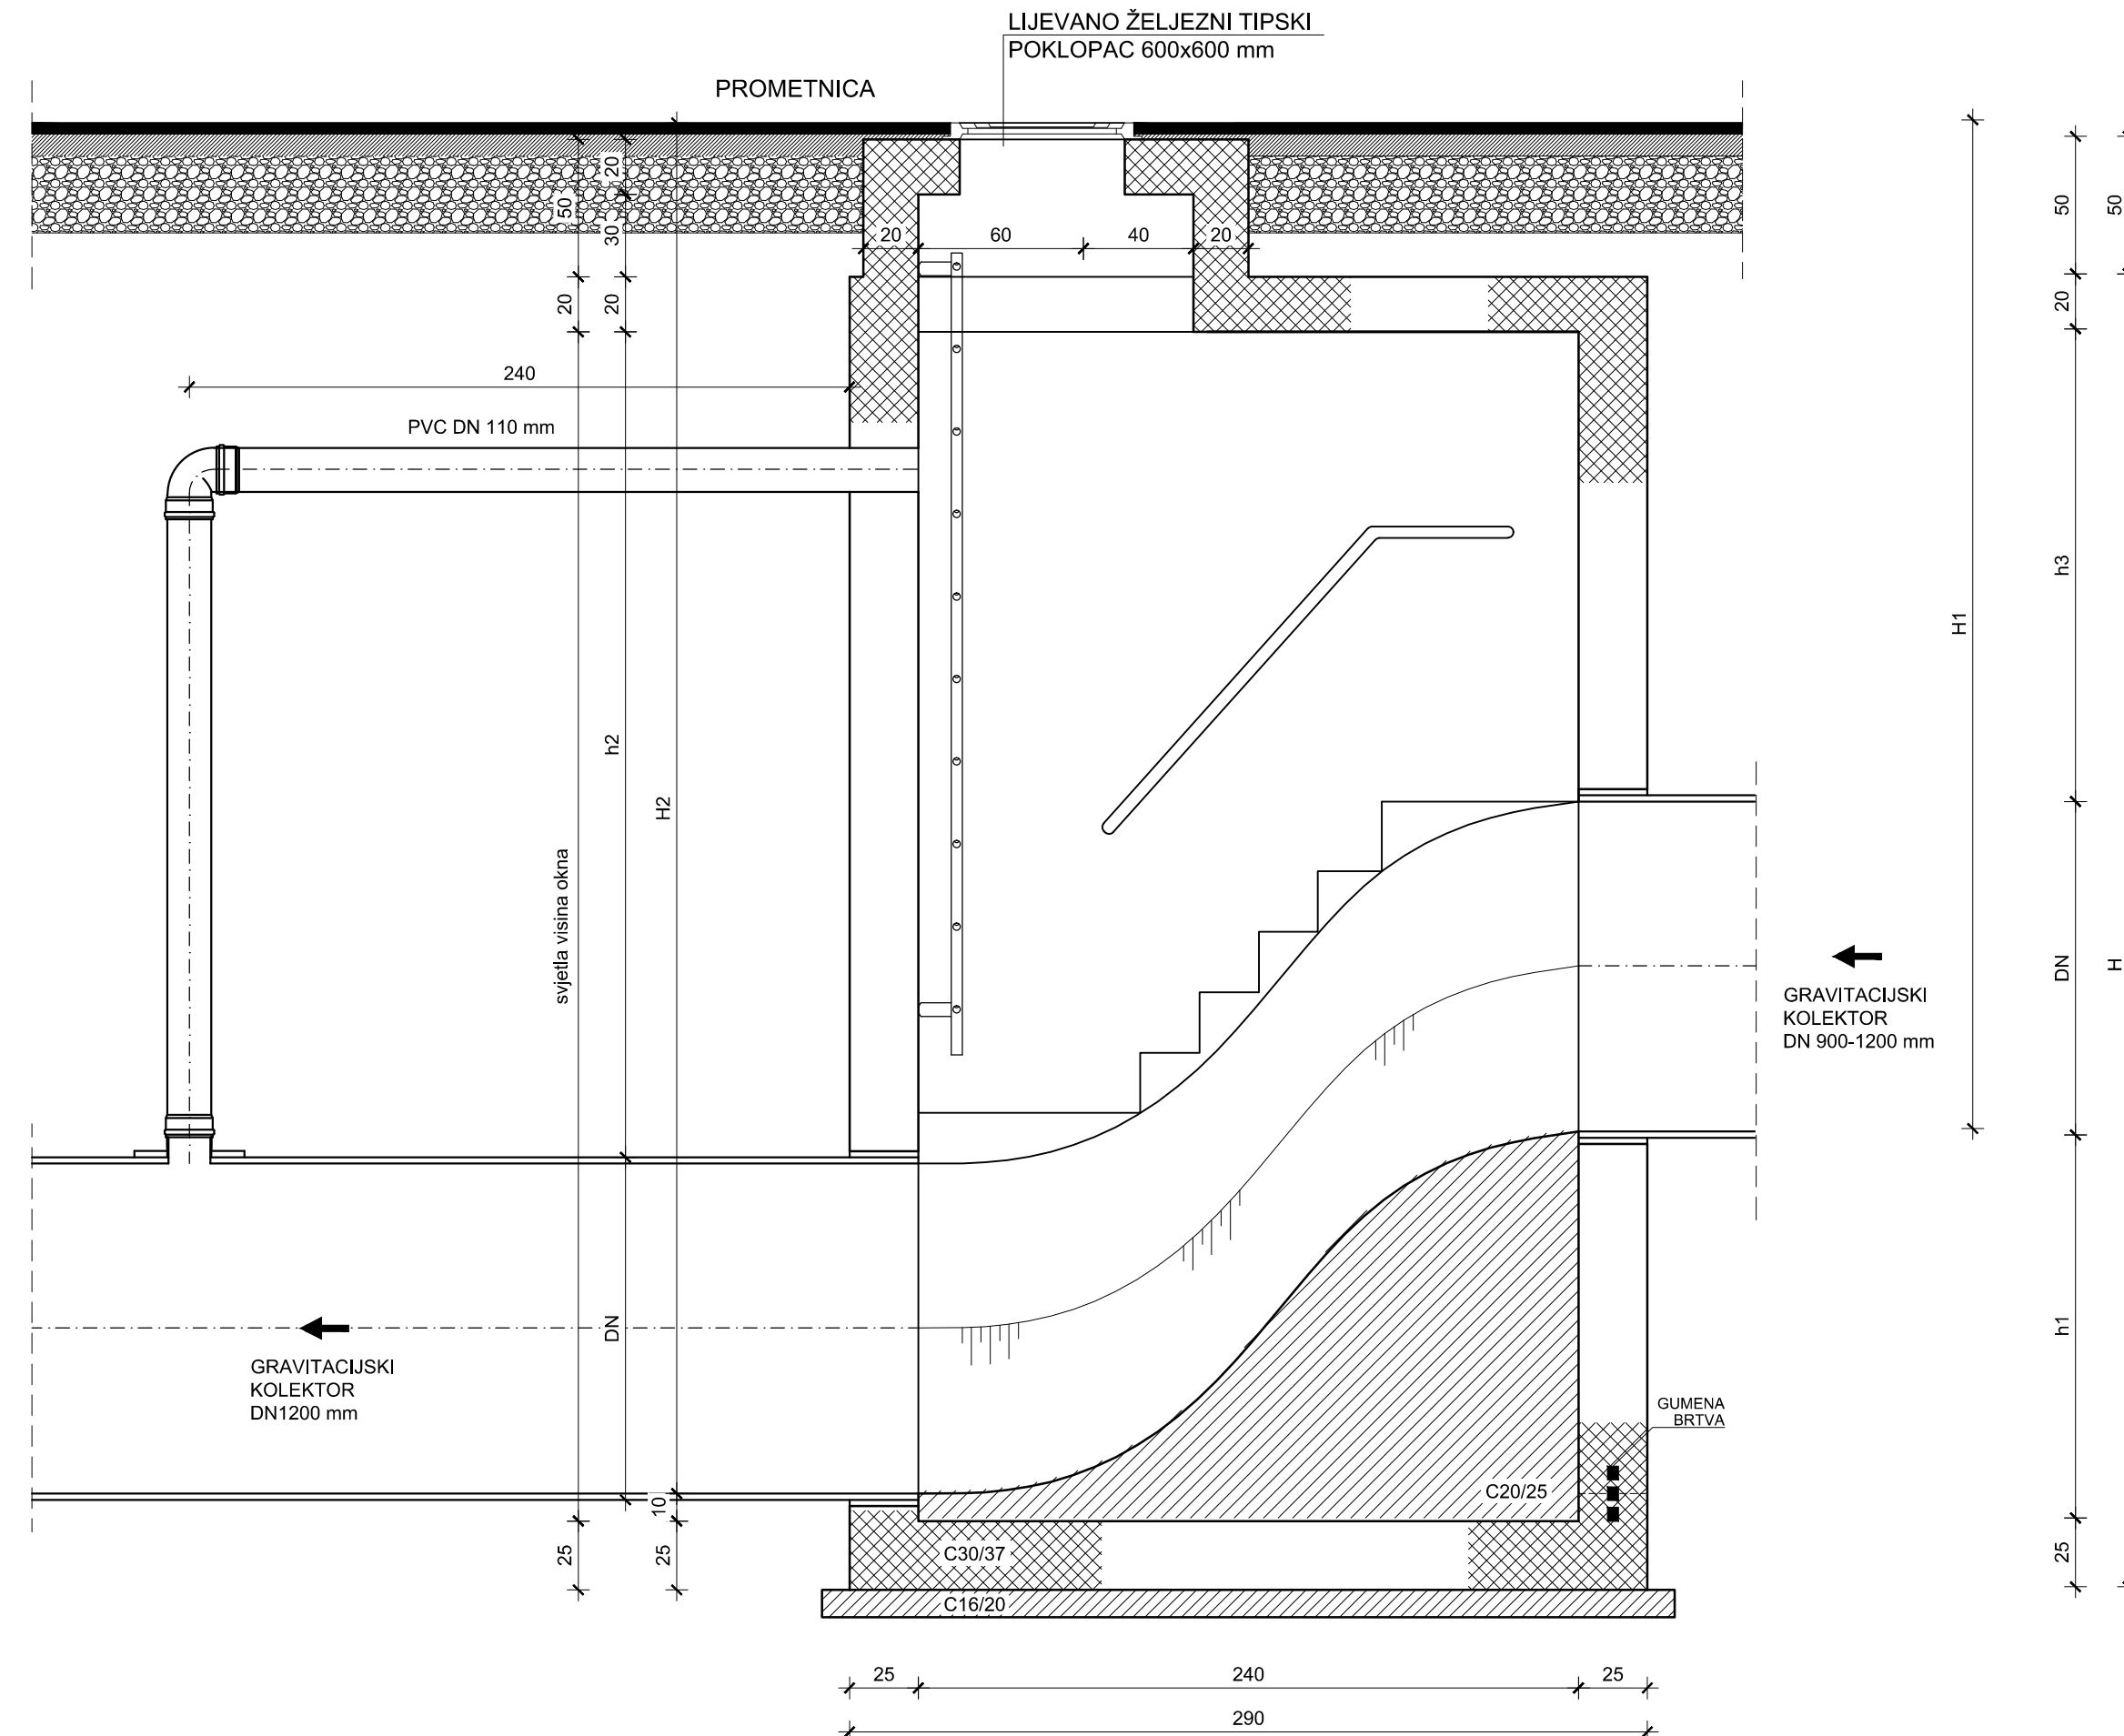 LIJEVANO ŽELJEZNI TIPSKI
POKLOPAC 600x600 mm
PROMETNICA
20
50
30
20
60
40
20
20
20
50
50
20
240
PVC DN 110 mm
h3
H1
h2
H2
svjetla visina okna
DN
H
GRAVITACIJSKI
KOLEKTOR
DN 900-1200 mm
DN
h1
GRAVITACIJSKI
KOLEKTOR
DN1200 mm
GUMENA
BRTVA
10
C20/25
25
25
C30/37
25
C16/20
25
240
25
290